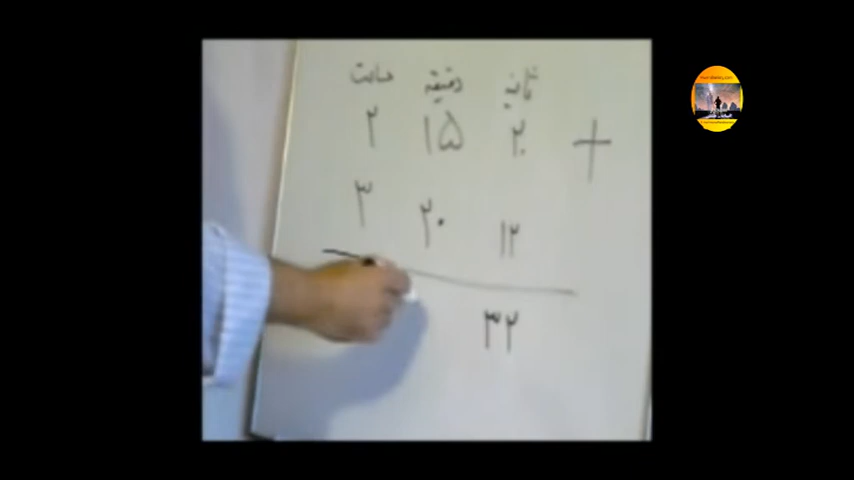 ساعت دقیقه ثانیه
۲ ۱۵ ۲۰ +
۳ ۲۰ ۱۲
۳۲